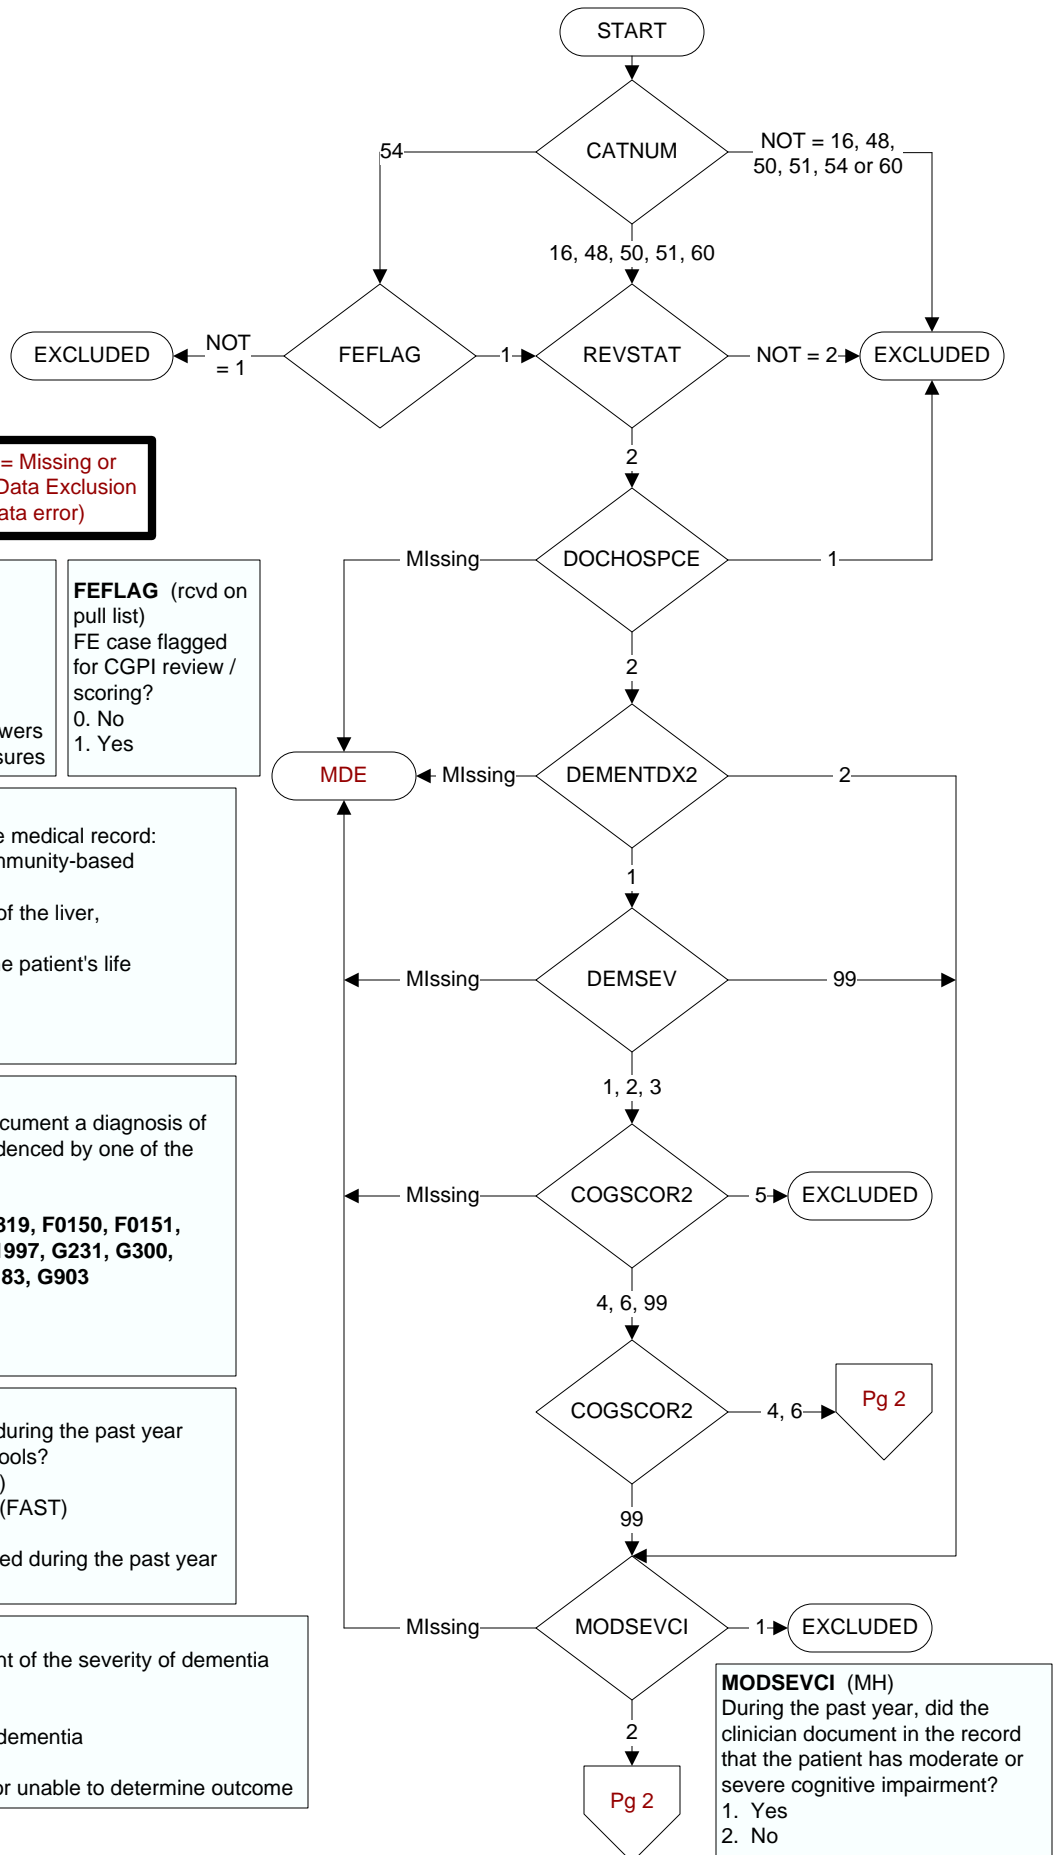 START
CATNUM
54
NOT = 16, 48,
50, 51, 54 or 60
16, 48, 50, 51, 60
EXCLUDED
NOT
= 1
FEFLAG
1
REVSTAT
NOT = 2
EXCLUDED
2
= Missing or
Data Exclusion
ata error)
DOCHOSPCE
MIssing
1
2
wers
sures
FEFLAG (rcvd on
pull list)
FE case flagged
for CGPI review /
scoring?
0. No
1. Yes
MDE
MIssing
DEMENTDX2
2
1
e medical record:
mmunity-based
of the liver,
he patient's life
MIssing
DEMSEV
99
1, 2, 3
cument a diagnosis of
denced by one of the
319, F0150, F0151,
1997, G231, G300,
83, G903
MIssing
COGSCOR2
5
EXCLUDED
4, 6, 99
COGSCOR2
4, 6
Pg 2
99
during the past year
ools?
)
(FAST)
ed during the past year
MIssing
MODSEVCI
1
EXCLUDED
2
Pg 2
nt of the severity of dementia
dementia
or unable to determine outcome
MODSEVCI (MH)
During the past year, did the
clinician document in the record
that the patient has moderate or
severe cognitive impairment?
1. Yes
2. No